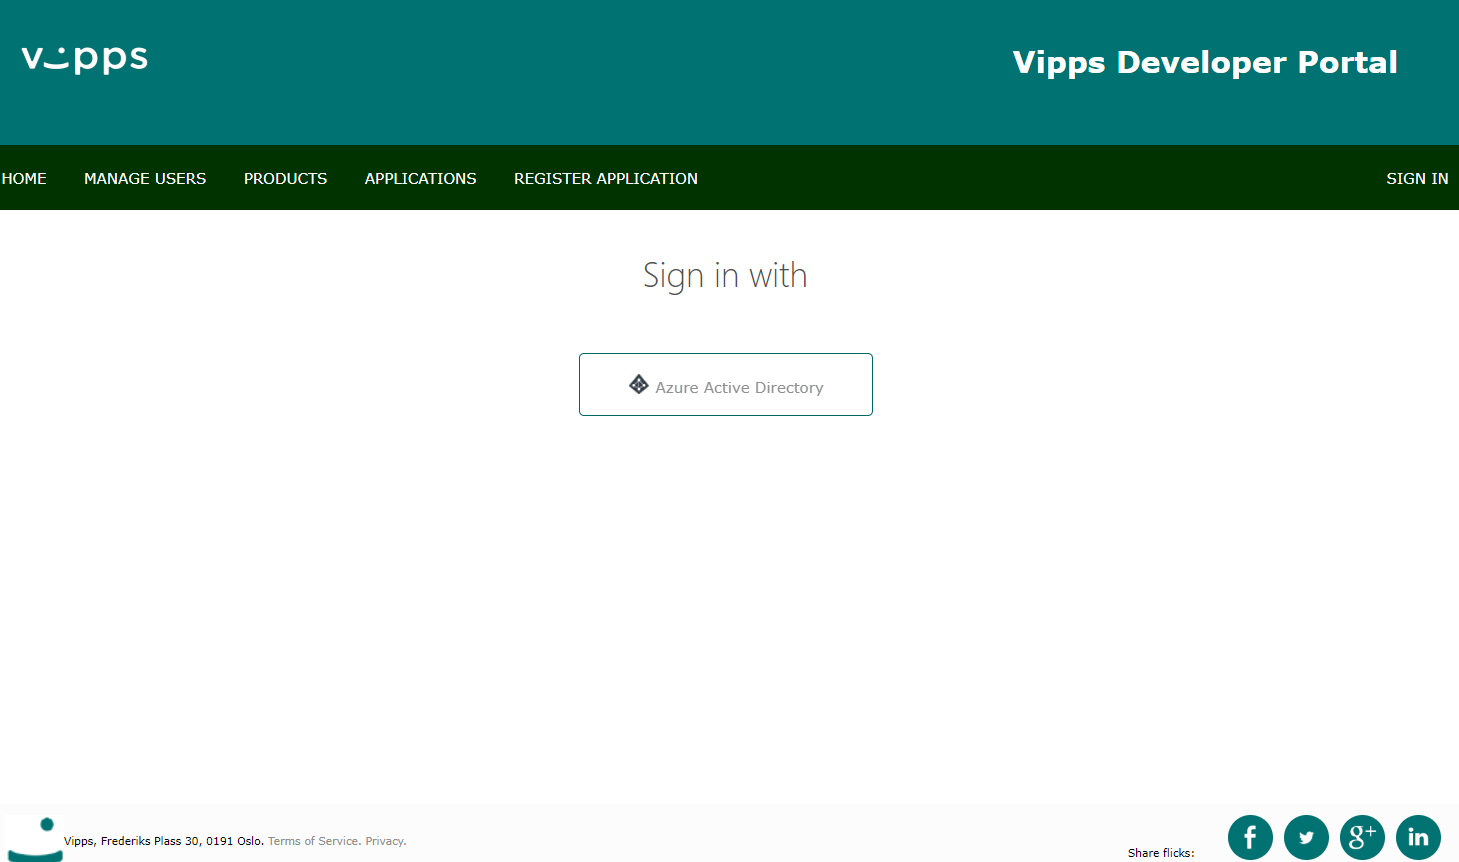 vipps
Vipps Developer Portal
HOME MANAGE USERS PRODUCTS APPLICATIONS REGISTER APPLICATION SIGN IN
Sign in with
Azure Active Directory
Vipps, Frederiks Plass 30, 0191 Oslo. Terms of Service. Privacy.
Share flicks: f g+ in